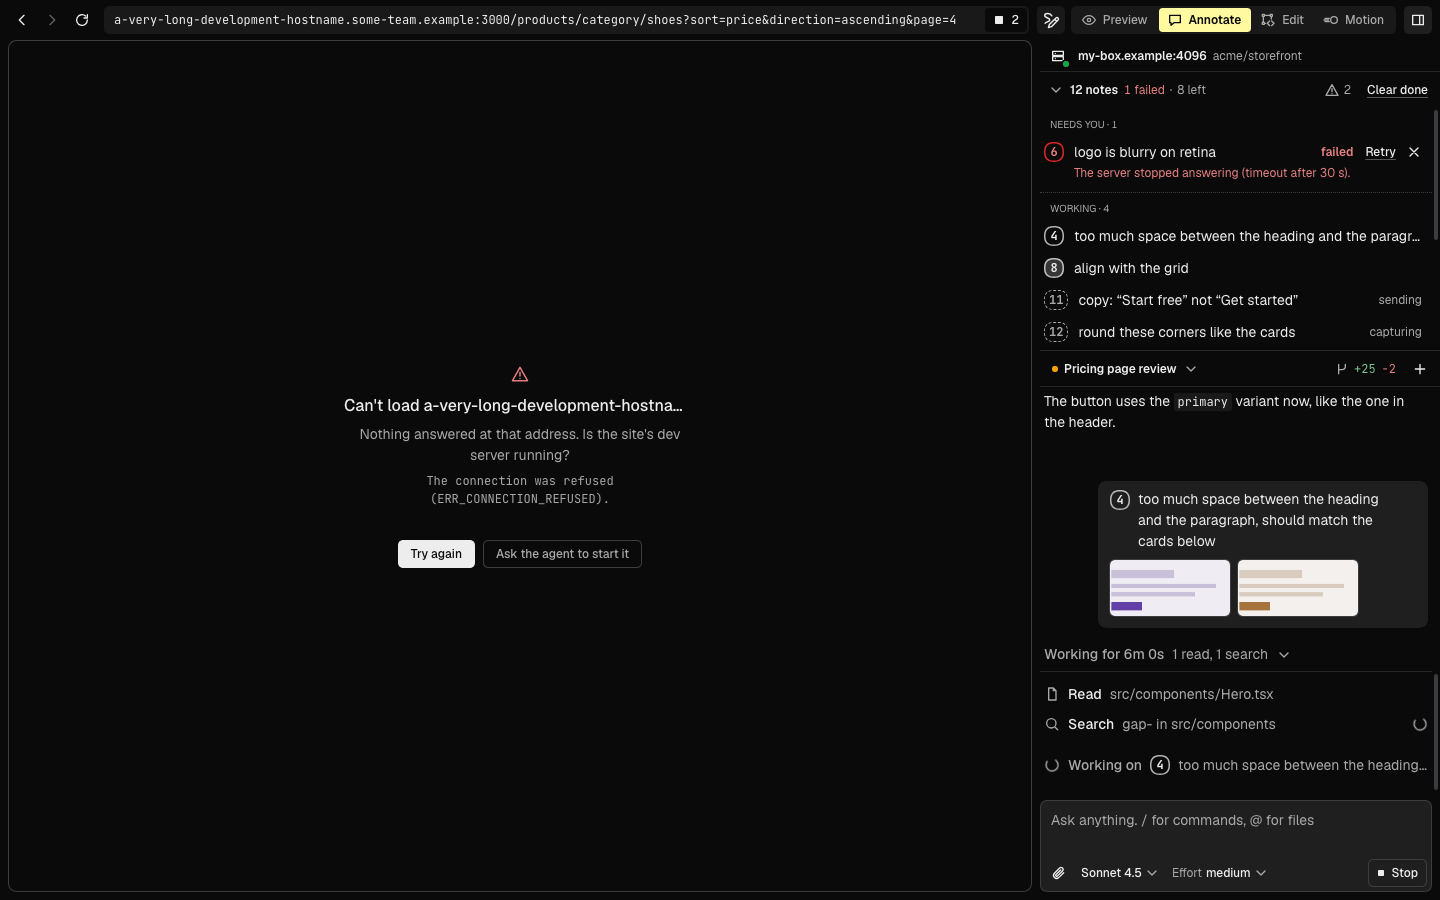 a-very-long-development-hostname.some-team.example:3000/products/category/shoes?sort=price&direction=ascending&page=4
2
Preview
Annotate
Edit
Motion
my-box.example:4096 acme/storefront
12 notes 1 failed · 8 left
2
Clear done
NEEDS YOU · 1
6 logo is blurry on retina failed Retry
The server stopped answering (timeout after 30 s).
WORKING · 4
4 too much space between the heading and the paragr...
8 align with the grid
11 copy: “Start free” not “Get started” sending
12 round these corners like the cards capturing
Pricing page review +25 -2
The button uses the primary variant now, like the one in
the header.
4 too much space between the heading
and the paragraph, should match the
cards below
Working for 6m 0s 1 read, 1 search
Read src/components/Hero.tsx
Search gap- in src/components
Working on 4 too much space between the heading...
Ask anything. / for commands, @ for files
Sonnet 4.5 Effort medium Stop
Can't load a-very-long-development-hostna...
Nothing answered at that address. Is the site's dev
server running?
The connection was refused
(ERR_CONNECTION_REFUSED).
Try again
Ask the agent to start it